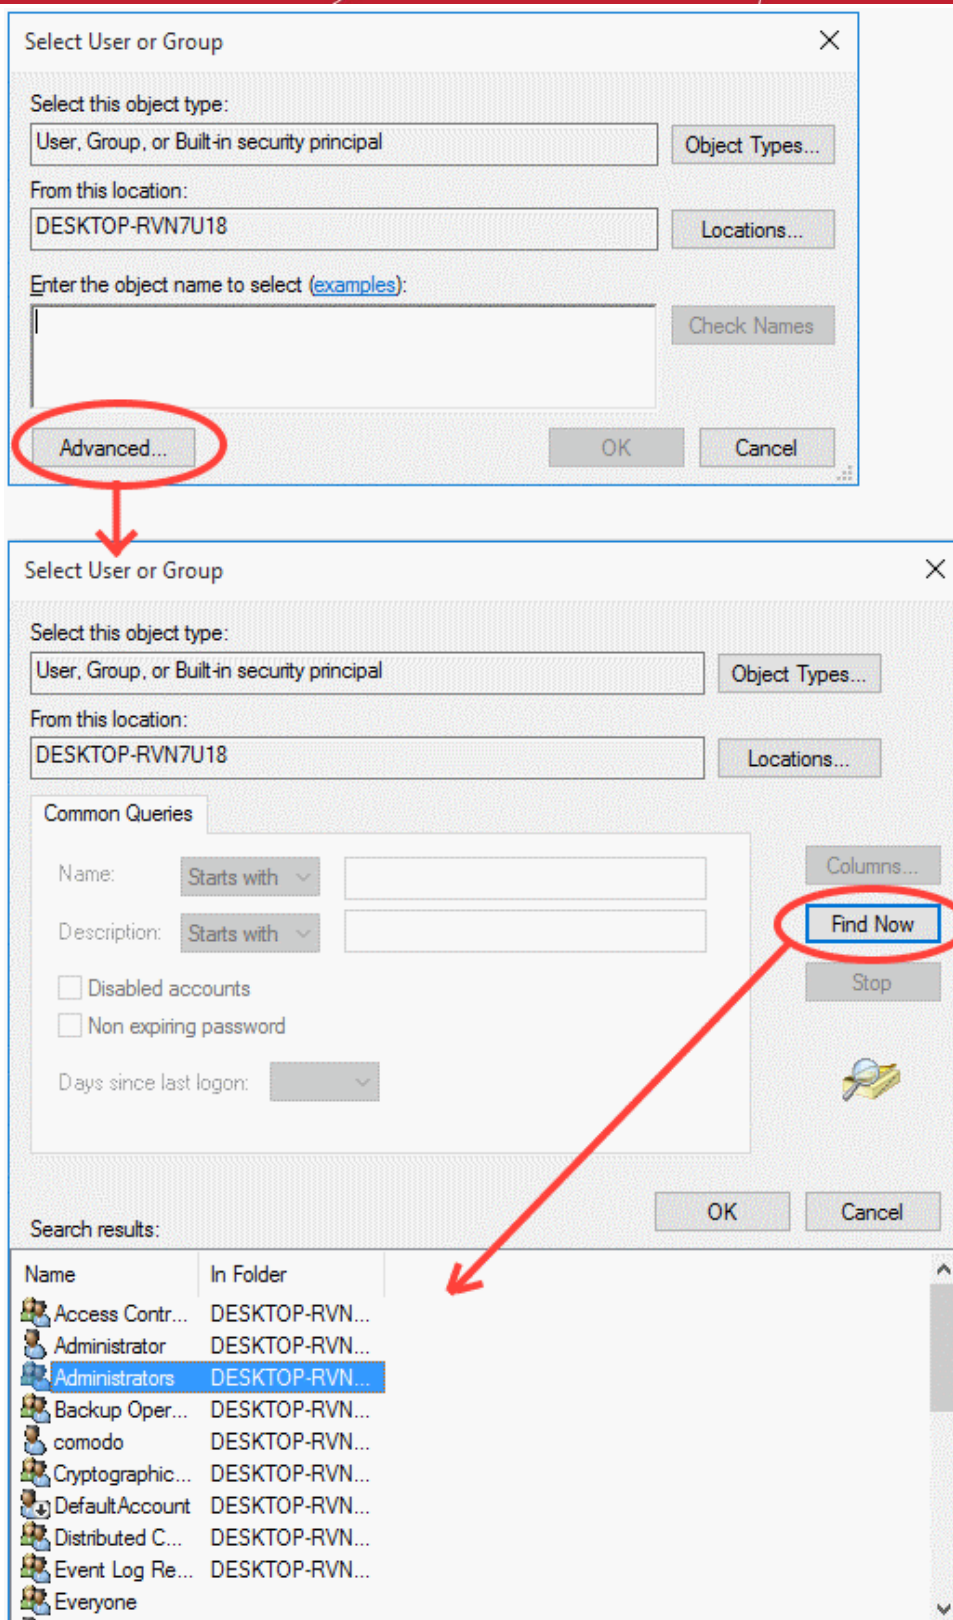 Select User or Group
Select this object type:
User, Group, or Built-in security principal
Object Types...
From this location:
DESKTOP-RVN7U18
Locations...
Enter the object name to select (examples):
Check Names
Advanced...
OK
Cancel
Select User or Group
Select this object type:
User, Group, or Built-in security principal
Object Types...
From this location:
DESKTOP-RVN7U18
Locations...
Common Queries
Name:
Starts with
Columns...
Description:
Starts with
Find Now
Disabled accounts
Stop
Non expiring password
Days since last logon:
OK
Cancel
Search results:
Name In Folder
Access Contr... DESKTOP-RVN...
Administrator DESKTOP-RVN...
Administrators DESKTOP-RVN...
Backup Oper... DESKTOP-RVN...
comodo DESKTOP-RVN...
Cryptographic... DESKTOP-RVN...
DefaultAccount DESKTOP-RVN...
Distributed C... DESKTOP-RVN...
Event Log Re... DESKTOP-RVN...
Everyone